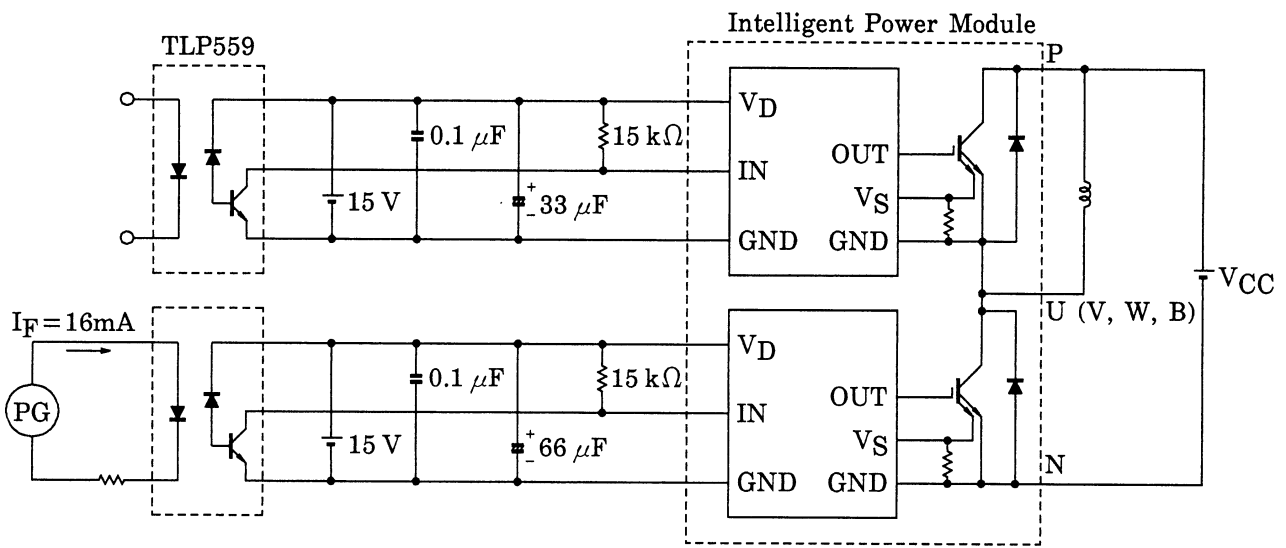 Intelligent Power Module
TLP559
P
V_D
0.1 μF
15 kΩ
OUT
IN
V_S
15 V
+
− 33 μF
GND
GND
V_CC
U (V, W, B)
I_F = 16mA
V_D
0.1 μF
15 kΩ
OUT
PG
IN
V_S
15 V
+
− 66 μF
N
GND
GND